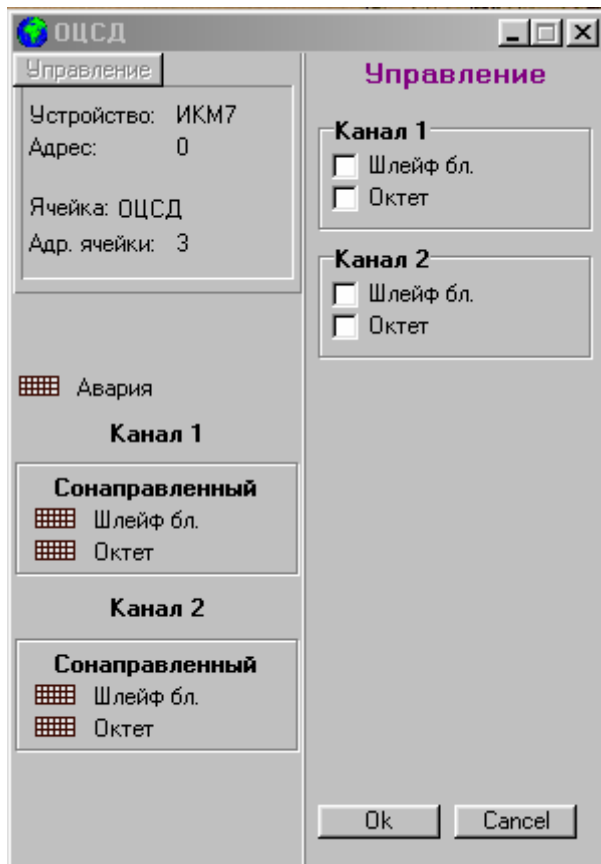 ОЦСД
Управление
Устройство: ИКМ7
Адрес: 0
Ячейка: ОЦСД
Адр. ячейки: 3
Авария
Канал 1
Сонаправленный
Шлейф бл.
Октет
Канал 2
Сонаправленный
Шлейф бл.
Октет
Управление
Канал 1
Шлейф бл.
Октет
Канал 2
Шлейф бл.
Октет
Ok Cancel